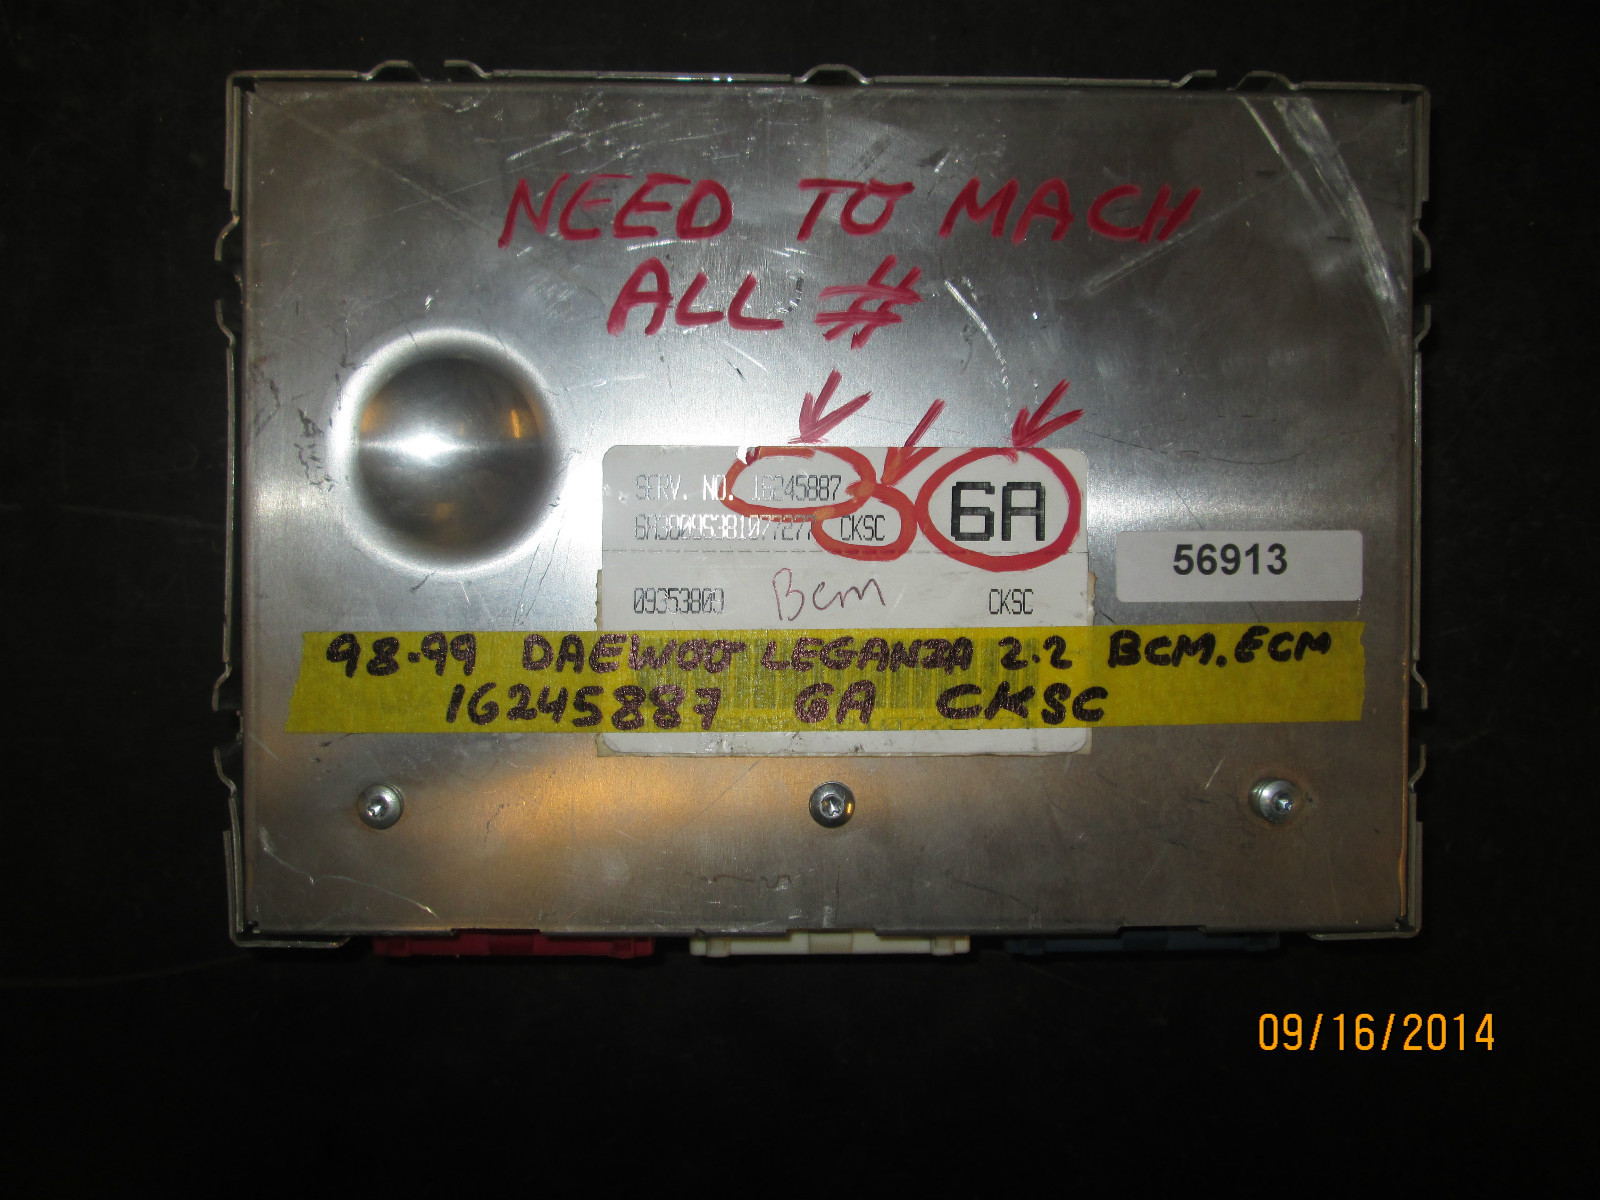 NEED TO MACH
ALL #
SERV. NO. 16245887
CKSC
6A
56913
09353809 Bcm CKSC
98-99 DAEWOO LEGANZA 2.2 BCM.ECM
16245887 6A CKSC
09/16/2014